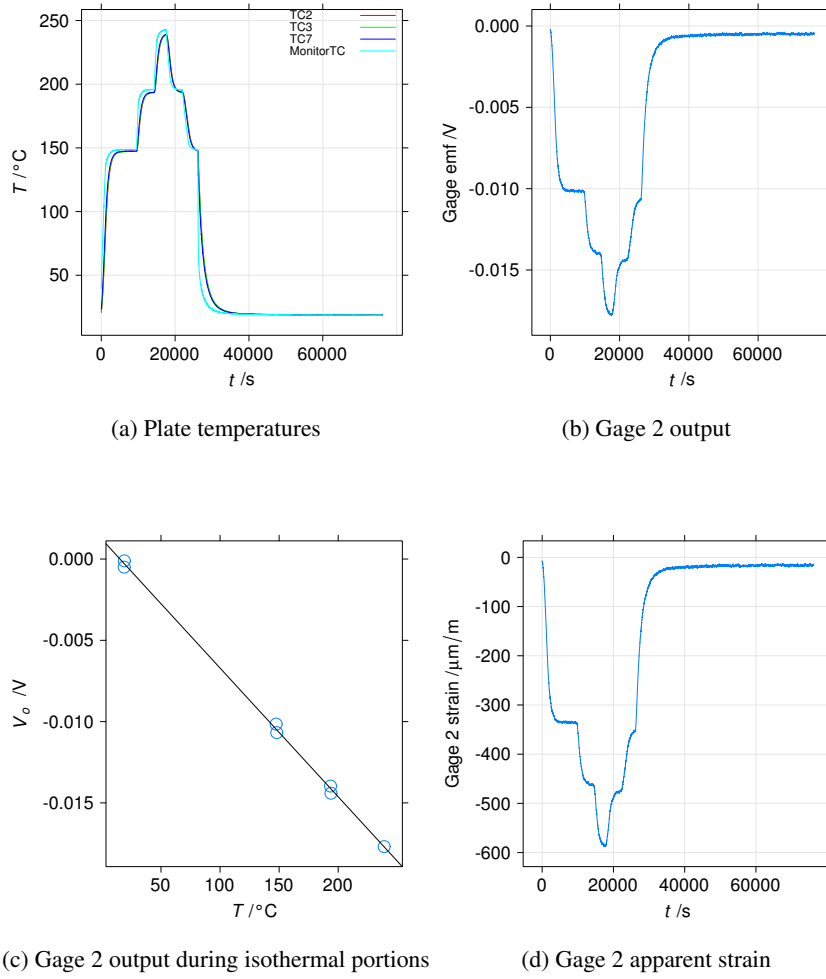 TC2
TC3
TC7
MonitorTC
250
200
150
100
50
T /°C
0
20000
40000
60000
t /s
(a) Plate temperatures
0.000
-0.005
-0.010
-0.015
Gage emf /V
0
20000
40000
60000
t /s
(b) Gage 2 output
0.000
-0.005
-0.010
-0.015
V_o /V
50
100
150
200
T /°C
(c) Gage 2 output during isothermal portions
0
-100
-200
-300
-400
-500
-600
Gage 2 strain /μm/m
0
20000
40000
60000
t /s
(d) Gage 2 apparent strain